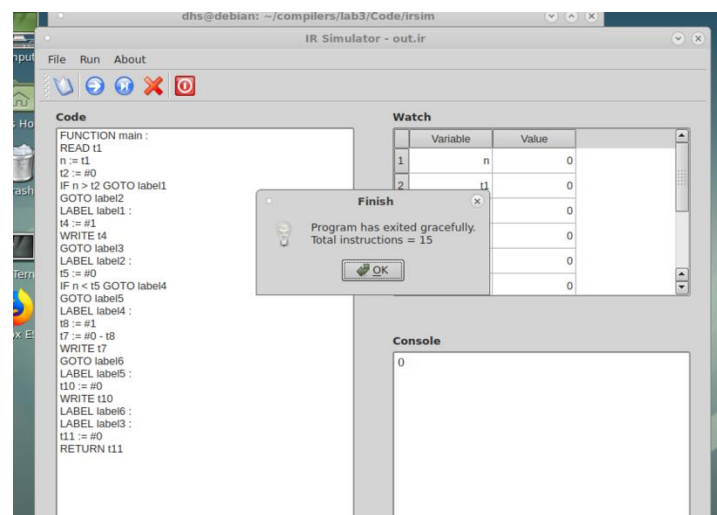 dhs@debian: ~/compilers/lab3/Code/irsim
IR Simulator - out.ir
File Run About
Code
FUNCTION main :
READ t1
n := t1
t2 := #0
IF n > t2 GOTO label1
GOTO label2
LABEL label1 :
t4 := #1
WRITE t4
GOTO label3
LABEL label2 :
t5 := #0
IF n < t5 GOTO label4
GOTO label5
LABEL label4 :
t8 := #1
t7 := #0 - t8
WRITE t7
GOTO label6
LABEL label5 :
t10 := #0
WRITE t10
LABEL label6 :
LABEL label3 :
t11 := #0
RETURN t11
Watch
Variable Value
1 n 0
2 t1 0
0
0
0
0
Finish
Program has exited gracefully.
Total instructions = 15
OK
Console
0